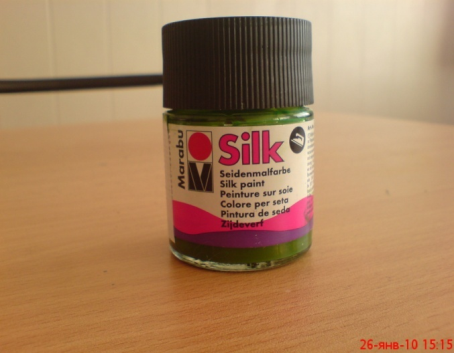 Marabu
Silk
Seidenmalfarbe
Silk paint
Peinture sur soie
Colore per seta
Pintura de seda
Zijdeverf
26-янв-10 15:15